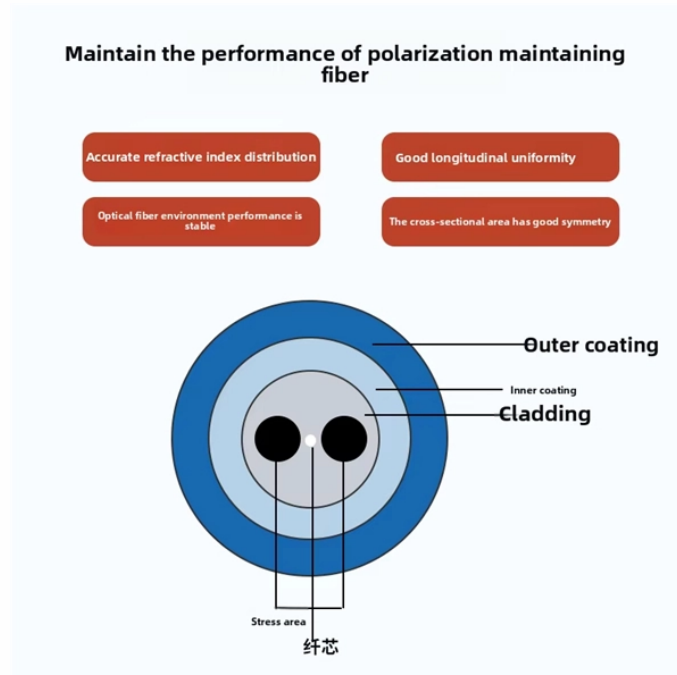 Maintain the performance of polarization maintaining
fiber
Accurate refractive index distribution
Good longitudinal uniformity
Optical fiber environment performance is
stable
The cross-sectional area has good symmetry
Outer coating
Inner coating
Cladding
Stress area
纤芯